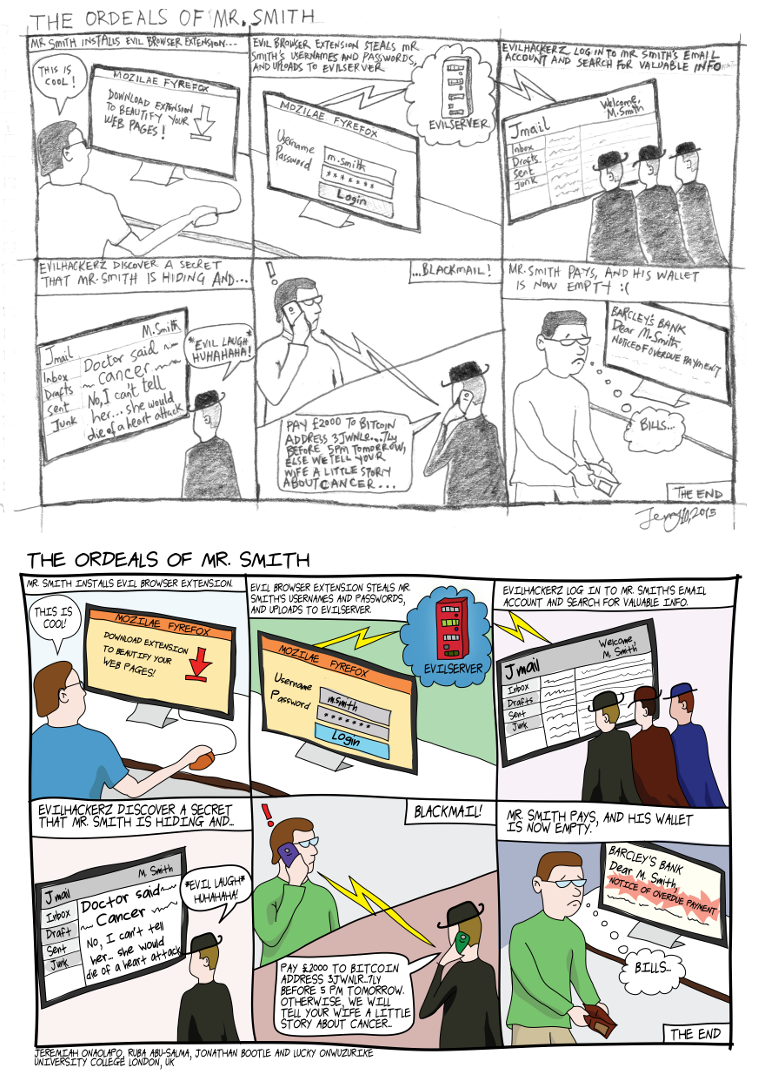 THE ORDEALS OF MR. SMITH
MR. SMITH INSTALLS EVIL BROWSER EXTENSION...
THIS IS
COOL!
MOZILAE FYREFOX
DOWNLOAD EXTENSION
TO BEAUTIFY YOUR
WEB PAGES!
EVIL BROWSER EXTENSION STEALS MR.
SMITH'S USERNAMES AND PASSWORDS,
AND UPLOADS TO EVILSERVER
EVILSERVER
MOZILAE FYREFOX
Username
m.smith
Password
*******
Login
EVILHACKERZ LOG IN TO MR SMITH'S EMAIL
ACCOUNT AND SEARCH FOR VALUABLE INFO
Jmail
Welcome,
M.Smith
Inbox
Drafts
Sent
Junk
EVILHACKERZ DISCOVER A SECRET
THAT MR. SMITH IS HIDING AND...
Jmail
M.Smith
Inbox
Drafts
Sent
Junk
Doctor said
cancer
No, I can't tell
her... she would
die of a heart attack
*EVIL LAUGH*
HUHAHAHA!
!
...BLACKMAIL!
PAY £2000 TO BITCOIN
ADDRESS 3JWNLR...7LY
BEFORE 5PM TOMORROW,
ELSE WE TELL YOUR
WIFE A LITTLE STORY
ABOUT CANCER...
MR. SMITH PAYS, AND HIS WALLET
IS NOW EMPTY :(
BARCLEY'S BANK
Dear M. Smith,
NOTICE OF OVERDUE PAYMENT
BILLS...
THE END
THE ORDEALS OF MR. SMITH
MR. SMITH INSTALLS EVIL BROWSER EXTENSION.
THIS IS
COOL!
MOZILAE FYREFOX
DOWNLOAD EXTENSION
TO BEAUTIFY YOUR
WEB PAGES!
EVIL BROWSER EXTENSION STEALS MR.
SMITH'S USERNAMES AND PASSWORDS,
AND UPLOADS TO EVILSERVER.
EVILSERVER
MOZILAE FYREFOX
Username
m.smith
Password
*******
Login
EVILHACKERZ LOG IN TO MR. SMITH'S EMAIL
ACCOUNT AND SEARCH FOR VALUABLE INFO.
Jmail
Welcome,
M. Smith
Inbox
Drafts
Sent
Junk
EVILHACKERZ DISCOVER A SECRET
THAT MR. SMITH IS HIDING AND...
Jmail
M. Smith
Inbox
Draft
Sent
Junk
Doctor said
Cancer
No, I can't tell
her... she would
die of a heart attack
*EVIL LAUGH*
HUHAHAHA!
!
BLACKMAIL!
PAY £2000 TO BITCOIN
ADDRESS 3JWNLR...7LY
BEFORE 5 PM TOMORROW.
OTHERWISE, WE WILL
TELL YOUR WIFE A LITTLE
STORY ABOUT CANCER...
MR. SMITH PAYS, AND HIS WALLET
IS NOW EMPTY.
BARCLEY'S BANK
Dear M. Smith,
NOTICE OF OVERDUE PAYMENT
BILLS...
THE END
JEREMIAH ONAOLAPO, RUBA ABU-SALMA, JONATHAN BOOTLE AND LUCKY ONWUZURIKE
UNIVERSITY COLLEGE LONDON, UK